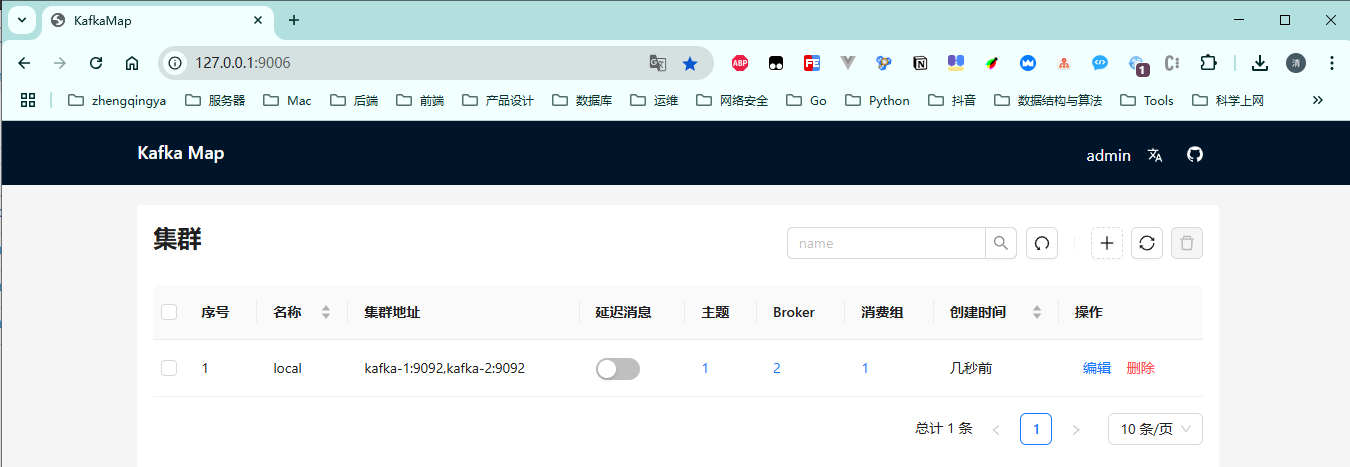 KafkaMap
127.0.0.1:9006
ABP
FE
1
清
zhengqingya 服务器 Mac 后端 前端 产品设计 数据库 运维 网络安全 Go Python 抖音 数据结构与算法 Tools 科学上网
Kafka Map admin
集群 name
序号 名称 集群地址 延迟消息 主题 Broker 消费组 创建时间 操作
1 local kafka-1:9092,kafka-2:9092 1 2 1 几秒前 编辑 删除
总计 1 条 1 10 条/页